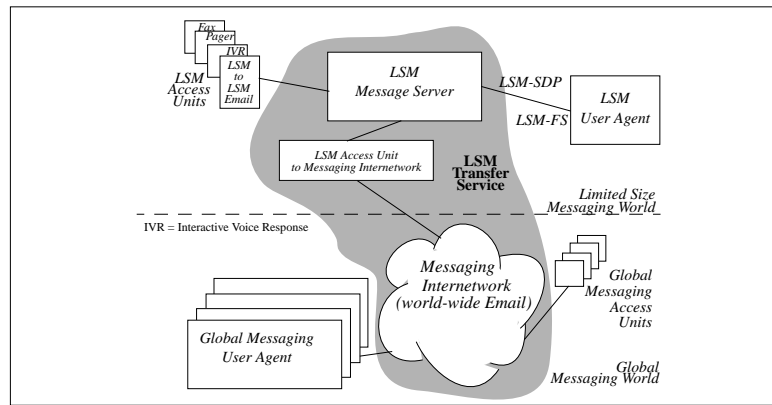 Fax
Pager
IVR
LSM
to
LSM
Email
LSM
Access
Units
LSM
Message Server
LSM-SDP
LSM-FS
LSM
User Agent
LSM Access Unit
to Messaging Internetwork
LSM
Transfer
Service
Limited Size
Messaging World
IVR = Interactive Voice Response
Messaging
Internetwork
(world-wide Email)
Global
Messaging
Access
Units
Global Messaging
User Agent
Global
Messaging World